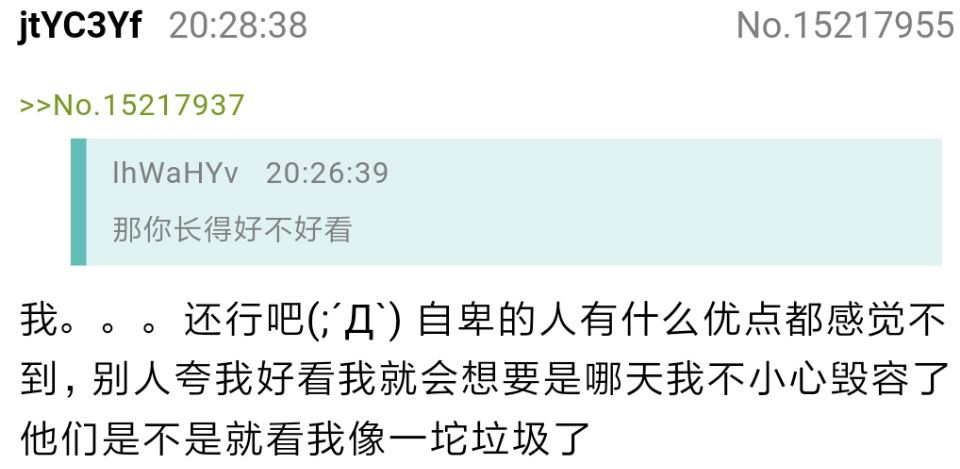 jtYC3Yf 20:28:38 No.15217955
>>No.15217937
lhWaHYv 20:26:39
那你长得好不好看
我。。。还行吧(;´Д`) 自卑的人有什么优点都感觉不
到，别人夸我好看我就会想要是哪天我不小心毁容了
他们是不是就看我像一坨垃圾了